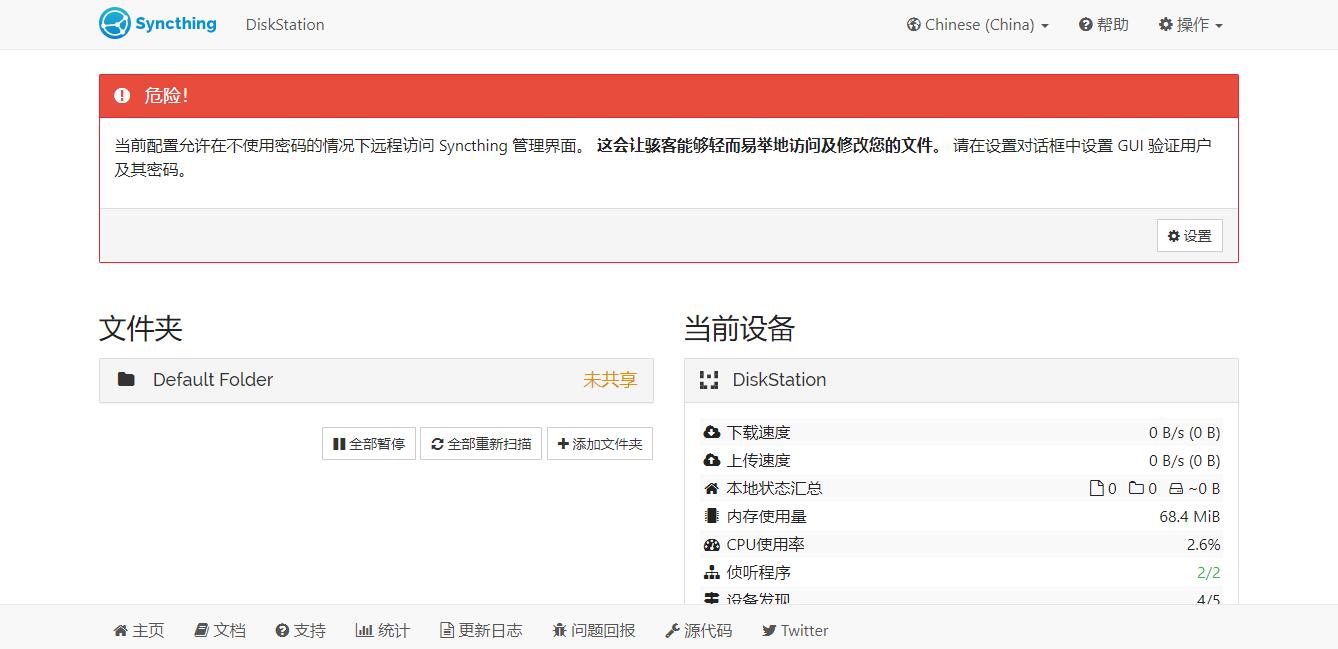 Syncthing DiskStation Chinese (China) 帮助 操作
危险！
当前配置允许在不使用密码的情况下远程访问 Syncthing 管理界面。 这会让骇客能够轻而易举地访问及修改您的文件。 请在设置对话框中设置 GUI 验证用户
及其密码。
设置
文件夹
Default Folder 未共享
全部暂停 全部重新扫描 添加文件夹
当前设备
DiskStation
下载速度 0 B/s (0 B)
上传速度 0 B/s (0 B)
本地状态汇总 0 0 ~0 B
内存使用量 68.4 MiB
CPU使用率 2.6%
侦听程序 2/2
设备发现 4/5
主页 文档 支持 统计 更新日志 问题回报 源代码 Twitter